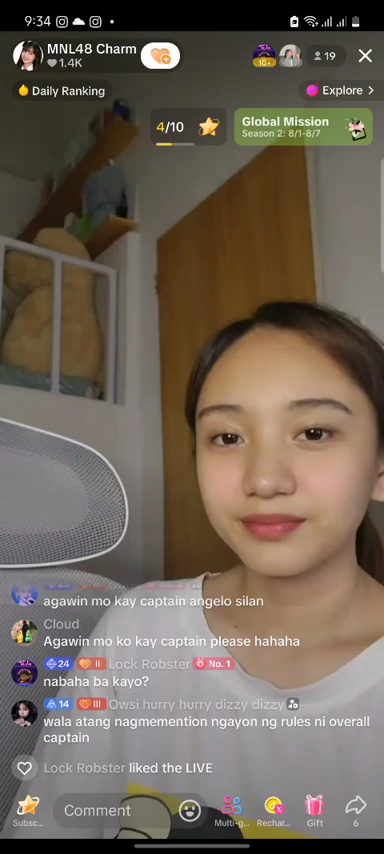 9:34
MNL48 Charm
1.4K
10+
19
Daily Ranking
Explore
4/10
Global Mission
Season 2: 8/1-8/7
agawin mo kay captain angelo silan
Cloud
Agawin mo ko kay captain please hahaha
24 II Lock Robster No. 1
nabaha ba kayo?
14 III Owsi hurry hurry dizzy dizzy
wala atang nagmemention ngayon ng rules ni overall
captain
Lock Robster liked the LIVE
Subsc...
Comment
Multi-g...
Rechar...
Gift
6